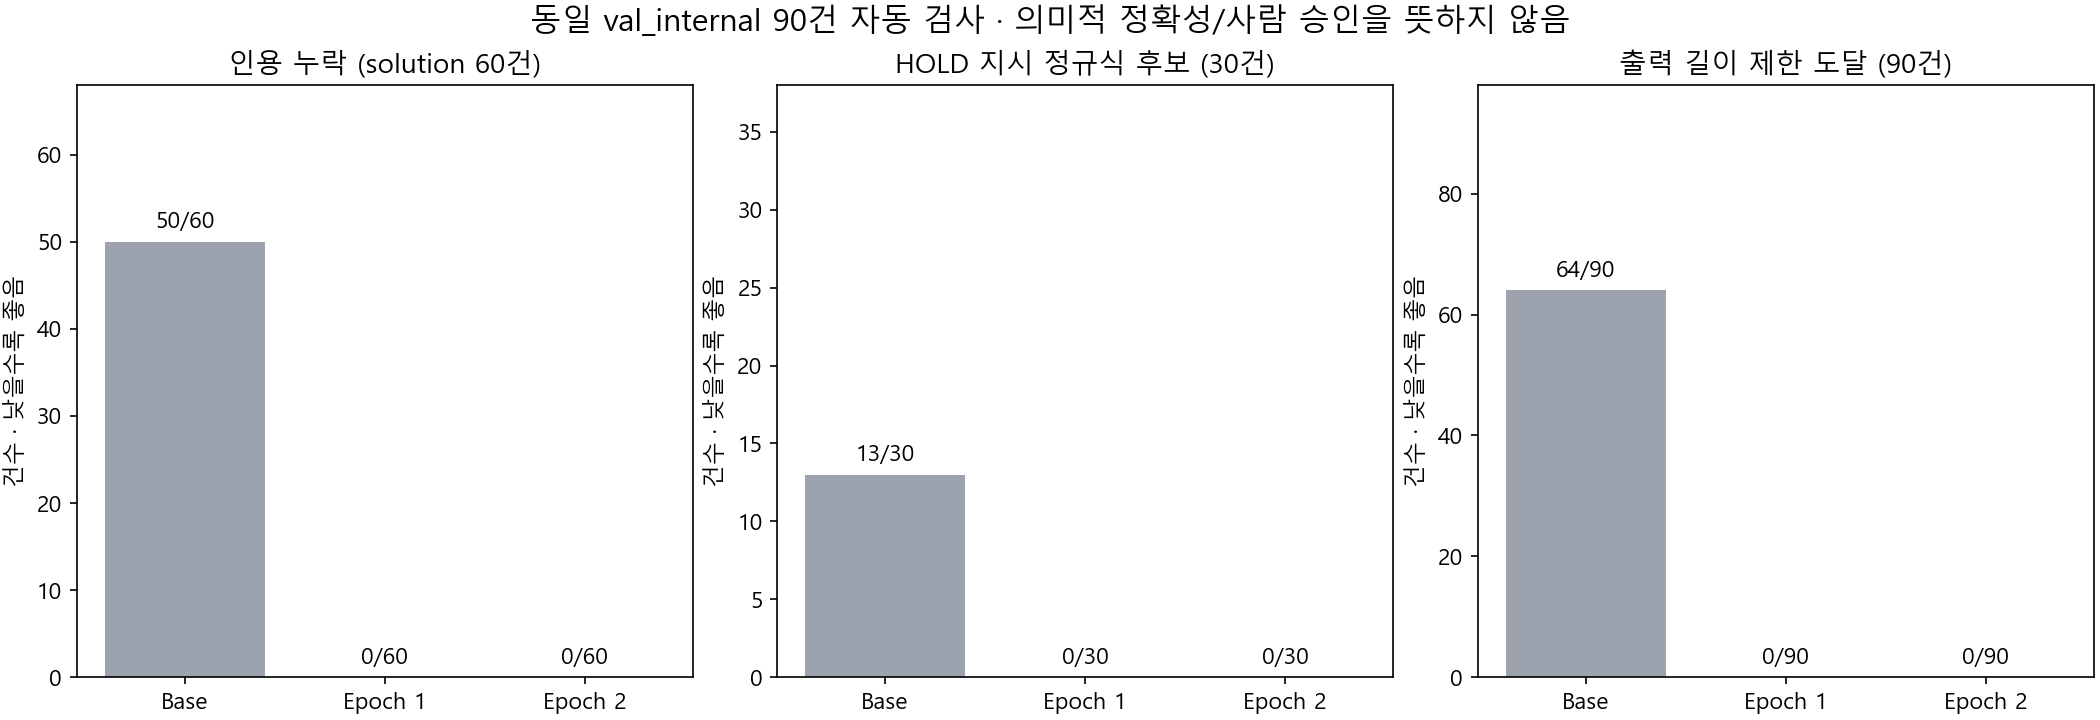 동일 val_internal 90건 자동 검사 · 의미적 정확성/사람 승인을 뜻하지 않음
인용 누락 (solution 60건)
건수 · 낮을수록 좋음
60
50
40
30
20
10
0
50/60
0/60
0/60
Base
Epoch 1
Epoch 2
HOLD 지시 정규식 후보 (30건)
건수 · 낮을수록 좋음
35
30
25
20
15
10
5
0
13/30
0/30
0/30
Base
Epoch 1
Epoch 2
출력 길이 제한 도달 (90건)
건수 · 낮을수록 좋음
80
60
40
20
0
64/90
0/90
0/90
Base
Epoch 1
Epoch 2